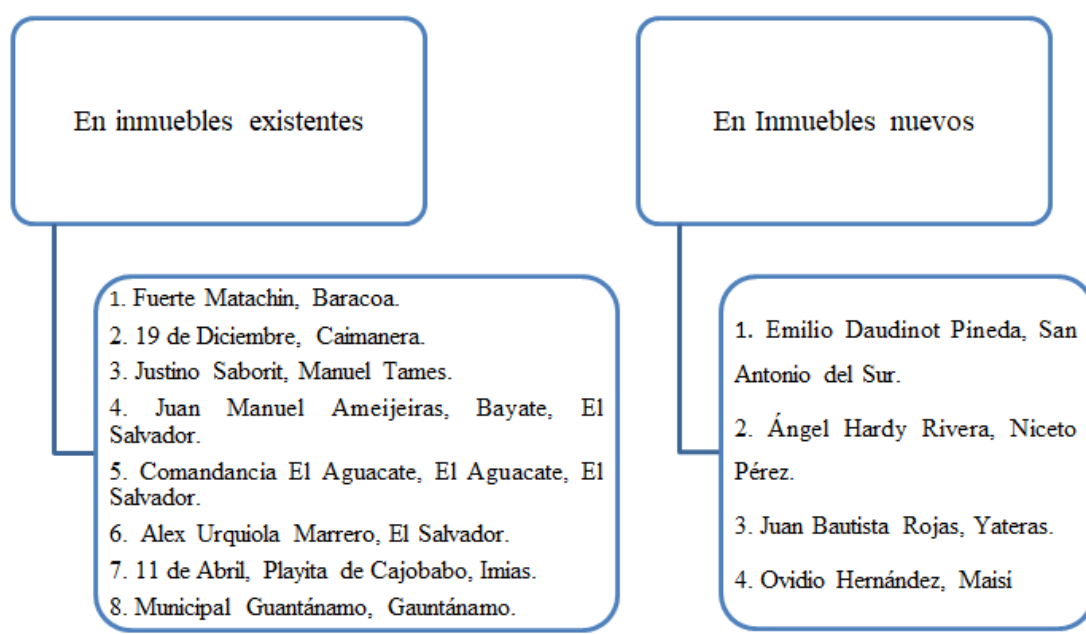 En inmuebles existentes
1. Fuerte Matachin, Baracoa.
2. 19 de Diciembre, Caimanera.
3. Justino Saborit, Manuel Tames.
4. Juan Manuel Ameijeiras, Bayate, El
Salvador.
5. Comandancia El Aguacate, El Aguacate, El
Salvador.
6. Alex Urquiola Marrero, El Salvador.
7. 11 de Abril, Playita de Cajobabo, Imias.
8. Municipal Guantánamo, Gauntánamo.
En Inmuebles nuevos
1. Emilio Daudinot Pineda, San
Antonio del Sur.
2. Ángel Hardy Rivera, Niceto
Pérez.
3. Juan Bautista Rojas, Yateras.
4. Ovidio Hernández, Maisí